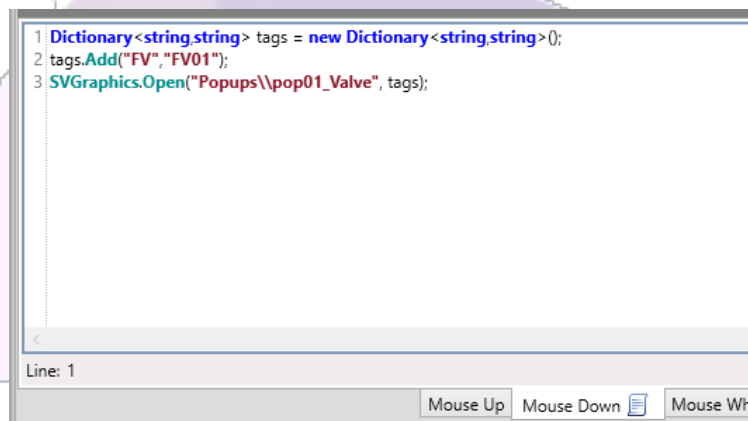 1 Dictionary<string,string> tags = new Dictionary<string,string>();
2 tags.Add("FV","FV01");
3 SVGraphics.Open("Popups\\pop01_Valve", tags);
Line: 1
Mouse Up Mouse Down Mouse Wh